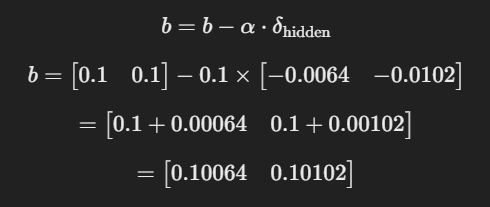 b = b − α · δ_hidden
b = [0.1 0.1] − 0.1 × [−0.0064 −0.0102]
= [0.1 + 0.00064 0.1 + 0.00102]
= [0.10064 0.10102]